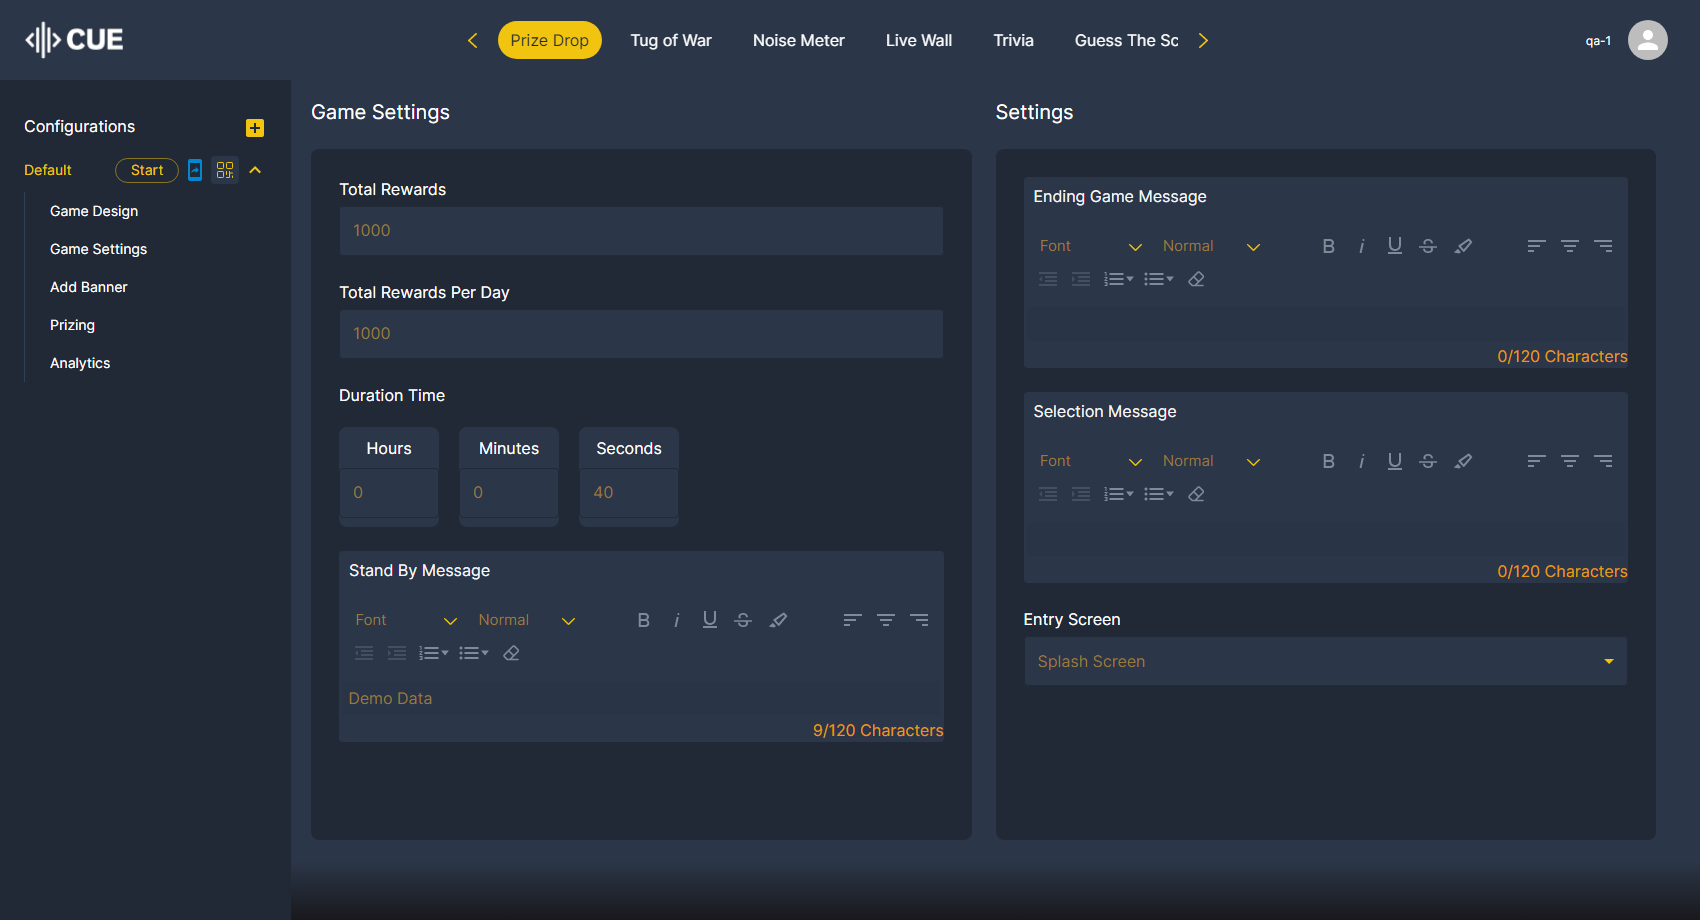 CUE
Prize Drop
Tug of War
Noise Meter
Live Wall
Trivia
Guess The Sc
qa-1
Configurations
Default
Start
Game Design
Game Settings
Add Banner
Prizing
Analytics
Game Settings
Total Rewards
1000
Total Rewards Per Day
1000
Duration Time
Hours
Minutes
Seconds
0
0
40
Stand By Message
Font
Normal
Demo Data
9/120 Characters
Settings
Ending Game Message
Font
Normal
0/120 Characters
Selection Message
Font
Normal
0/120 Characters
Entry Screen
Splash Screen